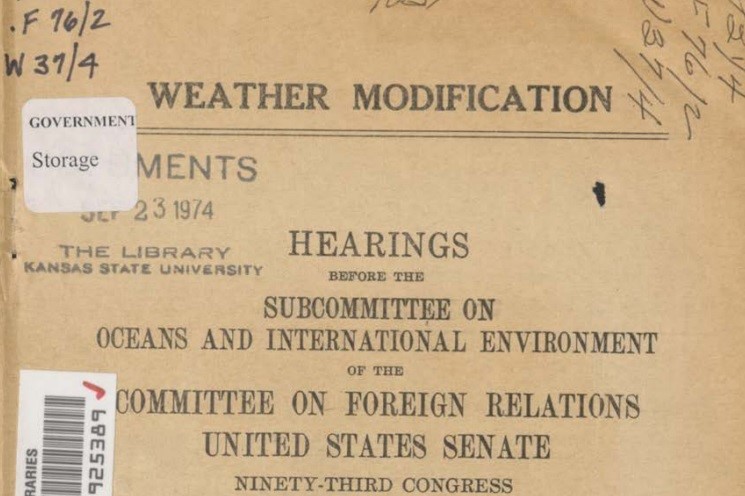 .F 76/2
W 37/4
WEATHER MODIFICATION
GOVERNMENT
Storage
MENTS
SEP 23 1974
THE LIBRARY
KANSAS STATE UNIVERSITY
HEARINGS
BEFORE THE
SUBCOMMITTEE ON
OCEANS AND INTERNATIONAL ENVIRONMENT
OF THE
COMMITTEE ON FOREIGN RELATIONS
UNITED STATES SENATE
NINETY-THIRD CONGRESS
925389
RARIES